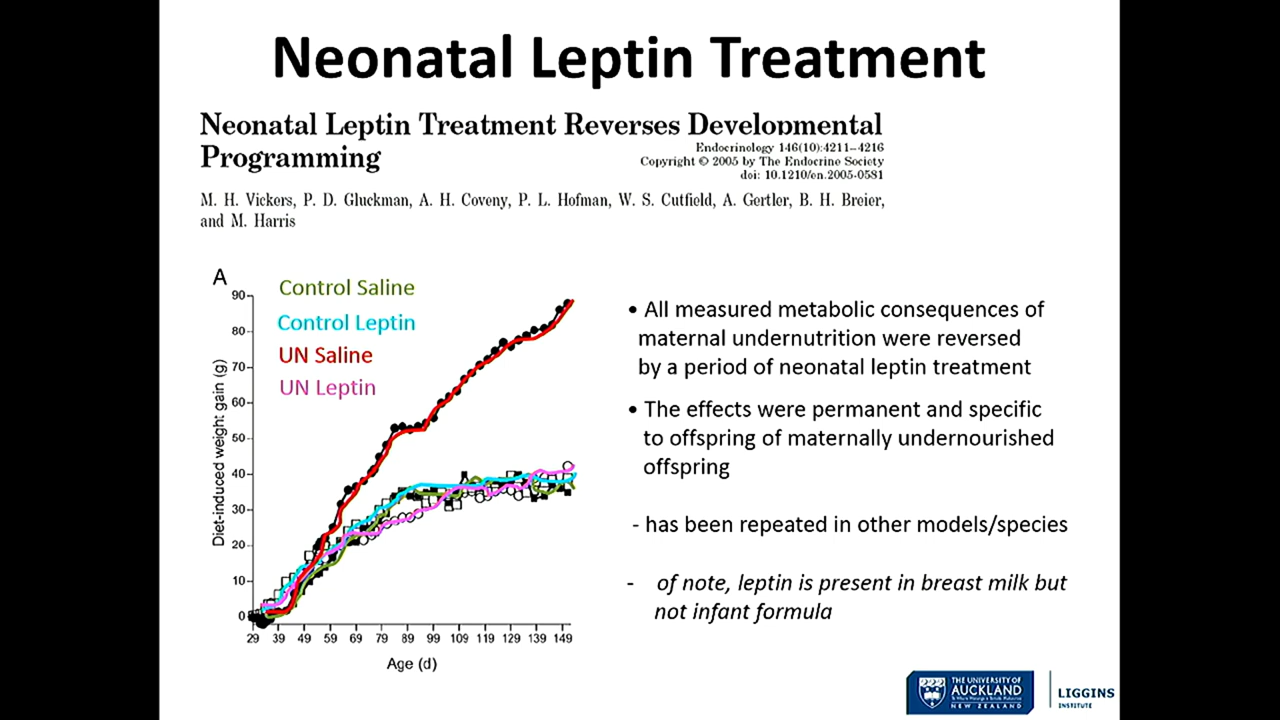 Neonatal Leptin Treatment
Neonatal Leptin Treatment Reverses Developmental
Programming
Endocrinology 146(10):4211–4216
Copyright © 2005 by The Endocrine Society
doi: 10.1210/en.2005-0581
M. H. Vickers, P. D. Gluckman, A. H. Coveny, P. L. Hofman, W. S. Cutfield, A. Gertler, B. H. Breier,
and M. Harris
A
Control Saline
Control Leptin
UN Saline
UN Leptin
Diet-induced weight gain (g)
90
80
70
60
50
40
30
20
10
0
29 39 49 59 69 79 89 99 109 119 129 139 149
Age (d)
• All measured metabolic consequences of
maternal undernutrition were reversed
by a period of neonatal leptin treatment
• The effects were permanent and specific
to offspring of maternally undernourished
offspring
- has been repeated in other models/species
- of note, leptin is present in breast milk but
not infant formula
THE UNIVERSITY OF
AUCKLAND
NEW ZEALAND
LIGGINS
INSTITUTE